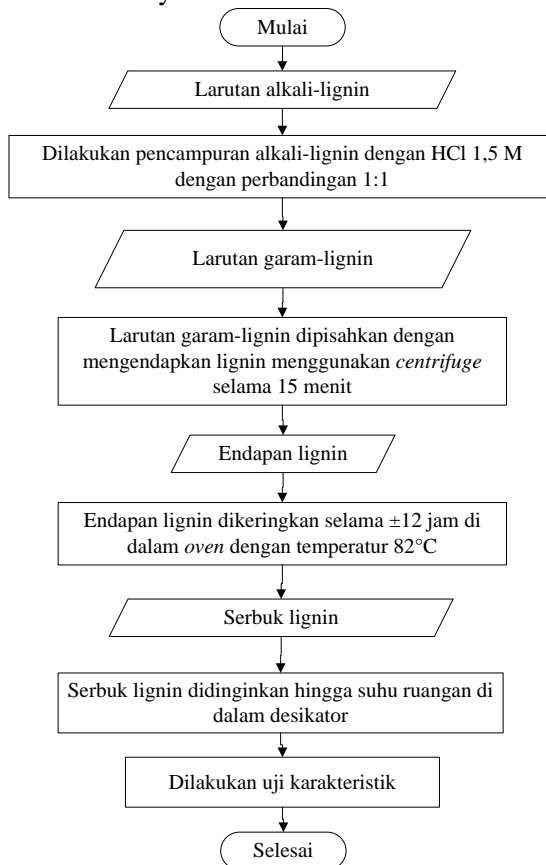 Mulai
Larutan alkali-lignin
Dilakukan pencampuran alkali-lignin dengan HCl 1,5 M
dengan perbandingan 1:1
Larutan garam-lignin
Larutan garam-lignin dipisahkan dengan
mengendapkan lignin menggunakan centrifuge
selama 15 menit
Endapan lignin
Endapan lignin dikeringkan selama ±12 jam di
dalam oven dengan temperatur 82°C
Serbuk lignin
Serbuk lignin didinginkan hingga suhu ruangan di
dalam desikator
Dilakukan uji karakteristik
Selesai